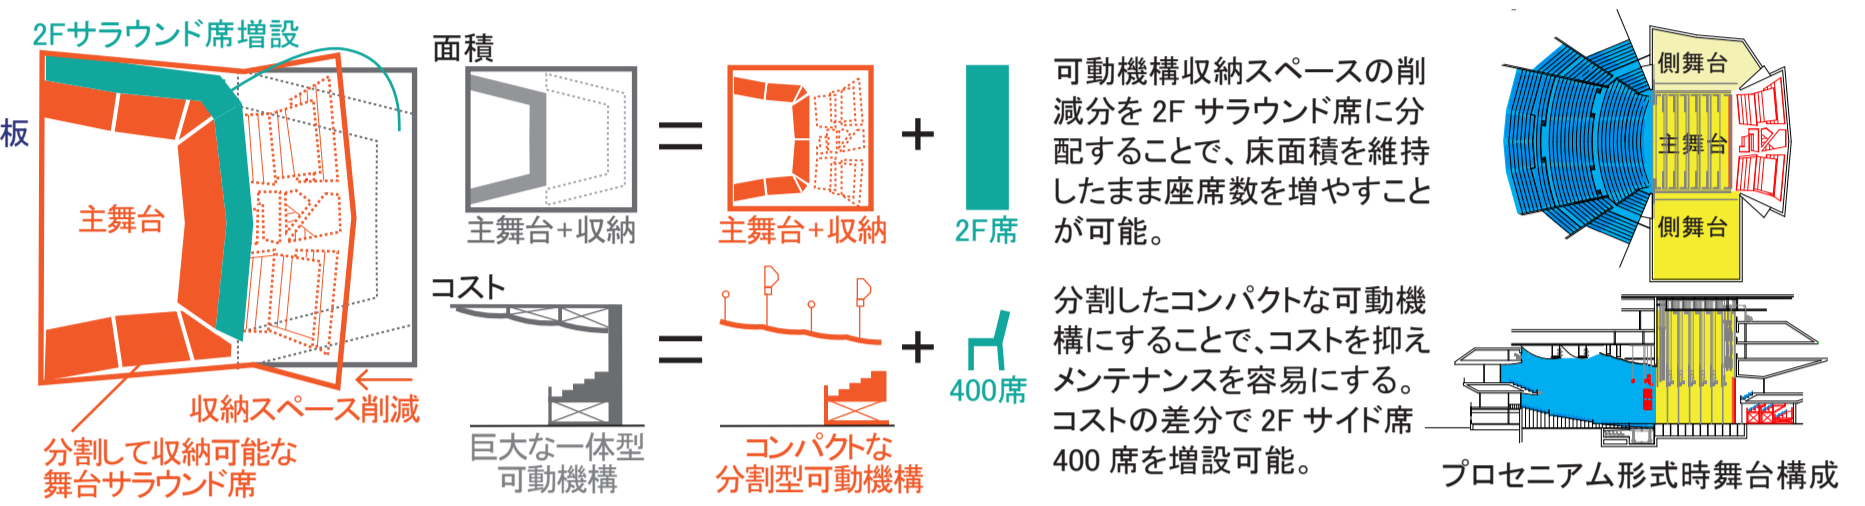 2Fサラウンド席増設
板
主舞台
収納スペース削減
分割して収納可能な
舞台サラウンド席
面積
主舞台+収納
主舞台+収納
2F席
コスト
巨大な一体型
可動機構
コンパクトな
分割型可動機構
400席
可動機構収納スペースの削
減分を 2F サラウンド席に分
配することで、床面積を維持
したまま座席数を増やすこと
が可能。
分割したコンパクトな可動機
構にすることで、コストを抑え
メンテナンスを容易にする。
コストの差分で 2F サイド席
400 席を増設可能。
側舞台
主舞台
側舞台
プロセニアム形式時舞台構成